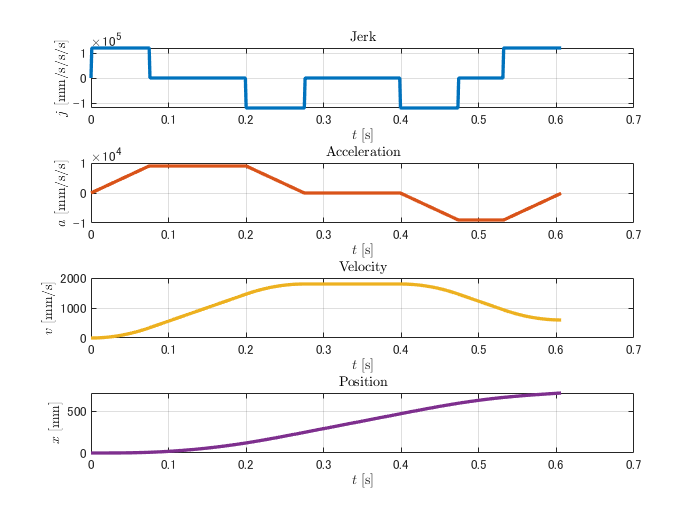 Jerk
×10^5
1
0
−1
j [mm/s/s/s]
0 0.1 0.2 0.3 0.4 0.5 0.6 0.7
t [s]
Acceleration
×10^4
1
0
−1
a [mm/s/s]
0 0.1 0.2 0.3 0.4 0.5 0.6 0.7
t [s]
Velocity
2000
1000
0
v [mm/s]
0 0.1 0.2 0.3 0.4 0.5 0.6 0.7
t [s]
Position
500
0
x [mm]
0 0.1 0.2 0.3 0.4 0.5 0.6 0.7
t [s]